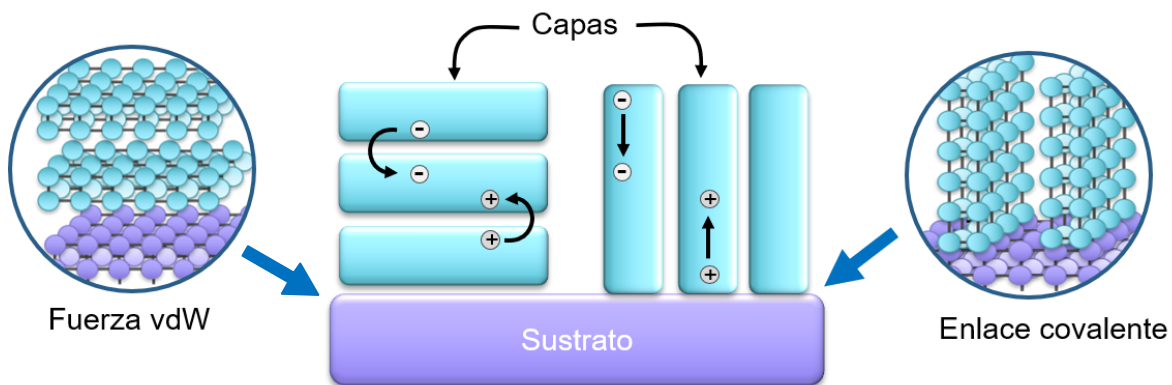 Capas
-
-
-
-
+
+
+
+
Fuerza vdW
Sustrato
Enlace covalente